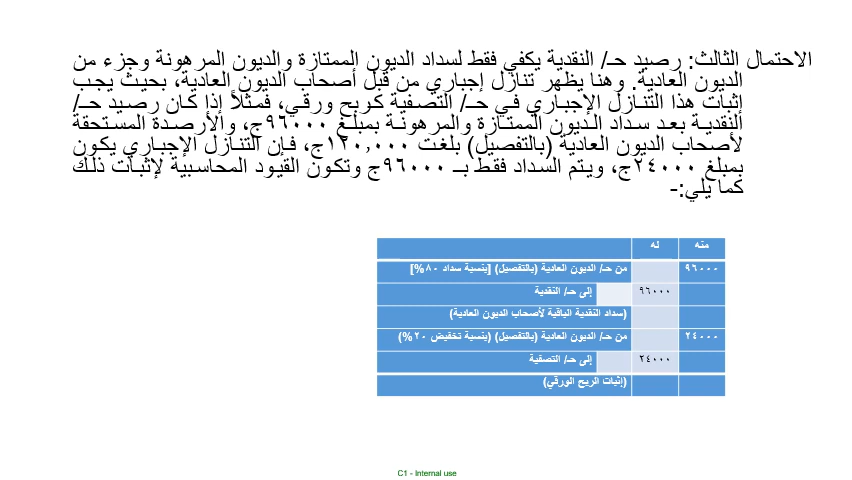 الاحتمال الثالث: رصيد حـ/ النقدية يكفي فقط لسداد الديون الممتازة والديون المرهونة وجزء من
الديون العادية. وهنا يظهر تنازل إجباري من قبل أصحاب الديون العادية، بحيث يجب
إثبات هذا التنازل الإجباري في حـ/ التصفية كربح ورقي، فمثلاً إذا كان رصيد حـ/
النقدية بعد سداد الديون الممتازة والمرهونة بمبلغ ٩٦٠٠٠ج، والأرصدة المستحقة
لأصحاب الديون العادية (بالتفصيل) بلغت ١٢٠,٠٠٠ج، فإن التنازل الإجباري يكون
بمبلغ ٢٤٠٠٠ج، ويتم السداد فقط بـ ٩٦٠٠٠ج وتكون القيود المحاسبية لإثبات ذلك
كما يلي:-
منه له
٩٦٠٠٠ من حـ/ الديون العادية (بالتفصيل) [بنسبة سداد ٨٠%]
٩٦٠٠٠ إلى حـ/ النقدية
(سداد النقدية الباقية لأصحاب الديون العادية)
٢٤٠٠٠ من حـ/ الديون العادية (بالتفصيل) (بنسبة تخفيض ٢٠%)
٢٤٠٠٠ إلى حـ/ التصفية
(إثبات الربح الورقي)
C1 - Internal use